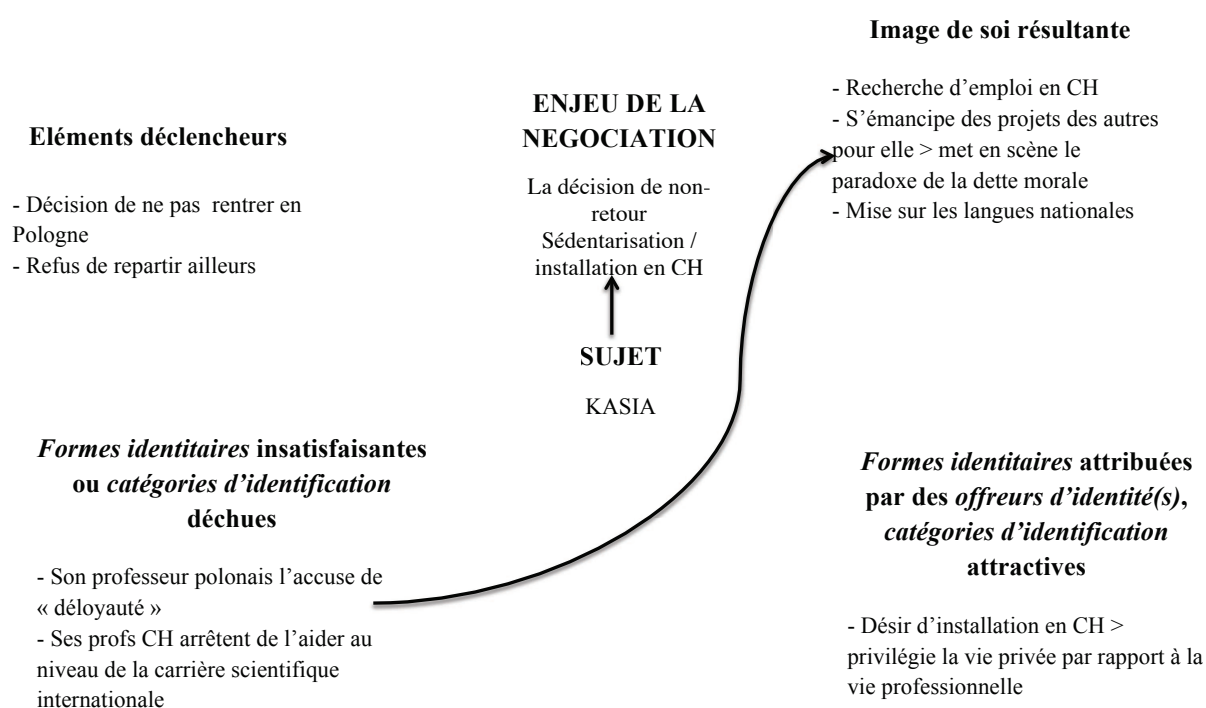 Image de soi résultante
- Recherche d’emploi en CH
- S’émancipe des projets des autres
pour elle > met en scène le
paradoxe de la dette morale
- Mise sur les langues nationales
ENJEU DE LA
NEGOCIATION
La décision de non-
retour
Sédentarisation /
installation en CH
Eléments déclencheurs
- Décision de ne pas  rentrer en
Pologne
- Refus de repartir ailleurs
SUJET
KASIA
Formes identitaires insatisfaisantes
ou catégories d’identification
déchues
- Son professeur polonais l’accuse de
« déloyauté »
- Ses profs CH arrêtent de l’aider au
niveau de la carrière scientifique
internationale
Formes identitaires attribuées
par des offreurs d’identité(s),
catégories d’identification
attractives
- Désir d’installation en CH >
privilégie la vie privée par rapport à la
vie professionnelle